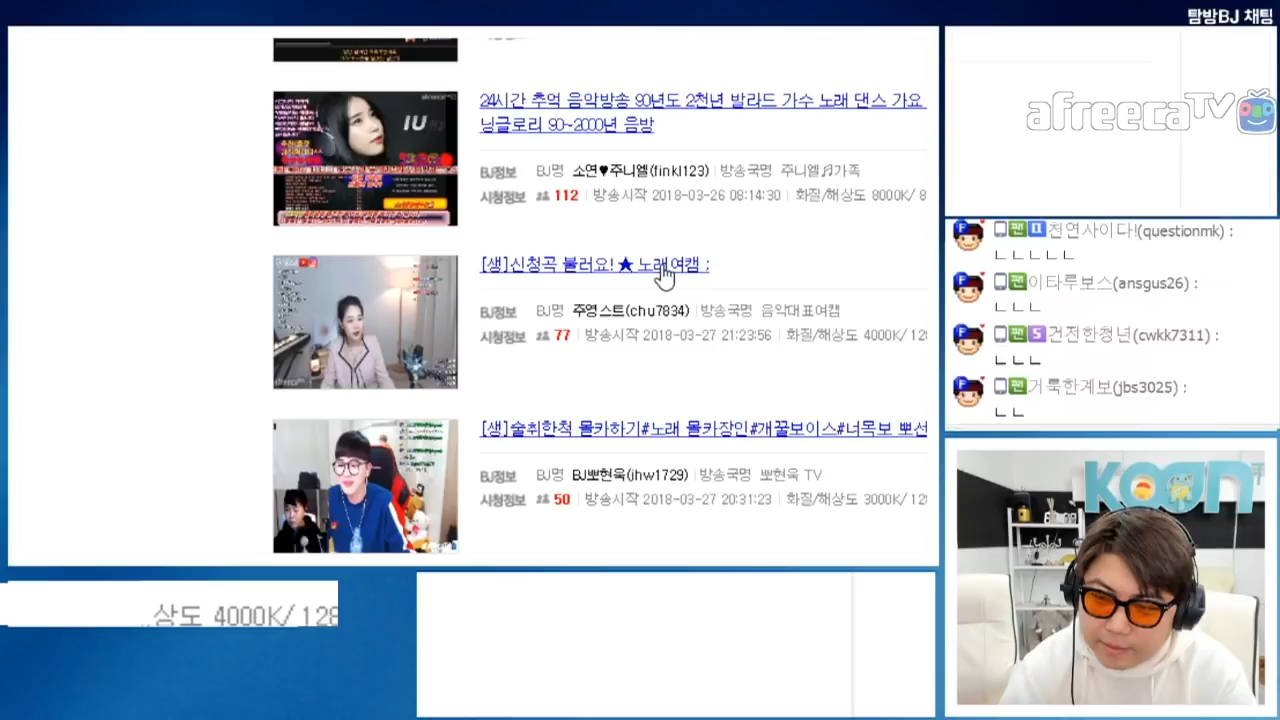 탐방BJ 채팅
24시간 추억 음악방송 90년도 2천년 발라드 가수 노래 댄스 가요
닝글로리 90~2000년 음방
BJ정보 BJ명 소연♥주니엘(finkl123) 방송국명 주니엘♬가족
시청정보 112 방송시작 2018-03-26 06:14:30 화질/해상도 8000K/ 8
IU
[생]신청곡 불러요!★노래여캠 ;
BJ정보 BJ명 주영스트(chu7834) 방송국명 음악대표여캠
시청정보 77 방송시작 2018-03-27 21:23:56 화질/해상도 4000K/ 128
[생]술취한척 몰카하기#노래 몰카장인#개꿀보이스#너목보 뽀선
BJ정보 BJ명 BJ뽀현욱(jhw1729) 방송국명 뽀현욱 TV
시청정보 50 방송시작 2018-03-27 20:31:23 화질/해상도 3000K/ 128
상도 4000K/ 128
afreecaTV
천연사이다!(questionmk) :
ㄴㄴㄴㄴㄴ
이타루보스(ansgus26) :
ㄴㄴㄴ
건전한청년(cwkk7311) :
ㄴㄴㄴ
거룩한계보(jbs3025) :
ㄴㄴ
KOON